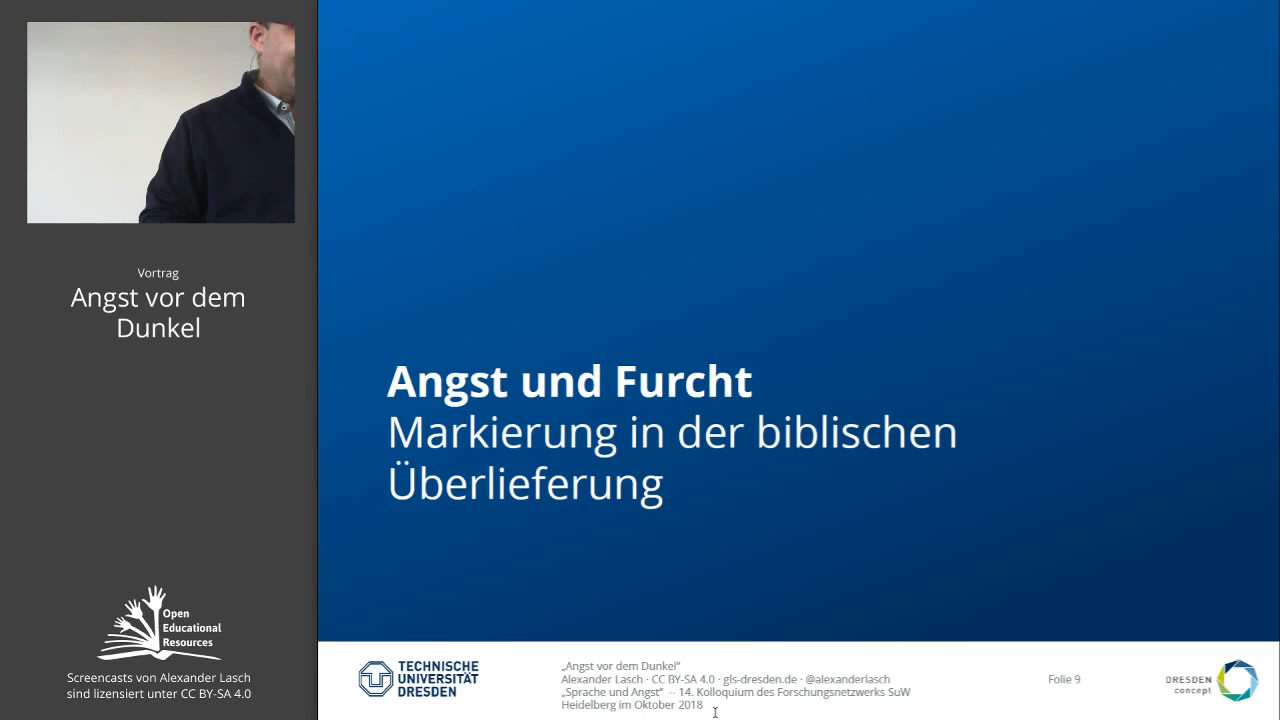 Vortrag
Angst vor dem
Dunkel
Open
Educational
Resources
Screencasts von Alexander Lasch
sind lizensiert unter CC BY-SA 4.0
Angst und Furcht
Markierung in der biblischen
Überlieferung
TECHNISCHE
UNIVERSITÄT
DRESDEN
„Angst vor dem Dunkel“
Alexander Lasch · CC BY-SA 4.0 · gls-dresden.de · @alexanderlasch
„Sprache und Angst“ -- 14. Kolloquium des Forschungsnetzwerks SuW
Heidelberg im Oktober 2018
Folie 9
DRESDEN
concept